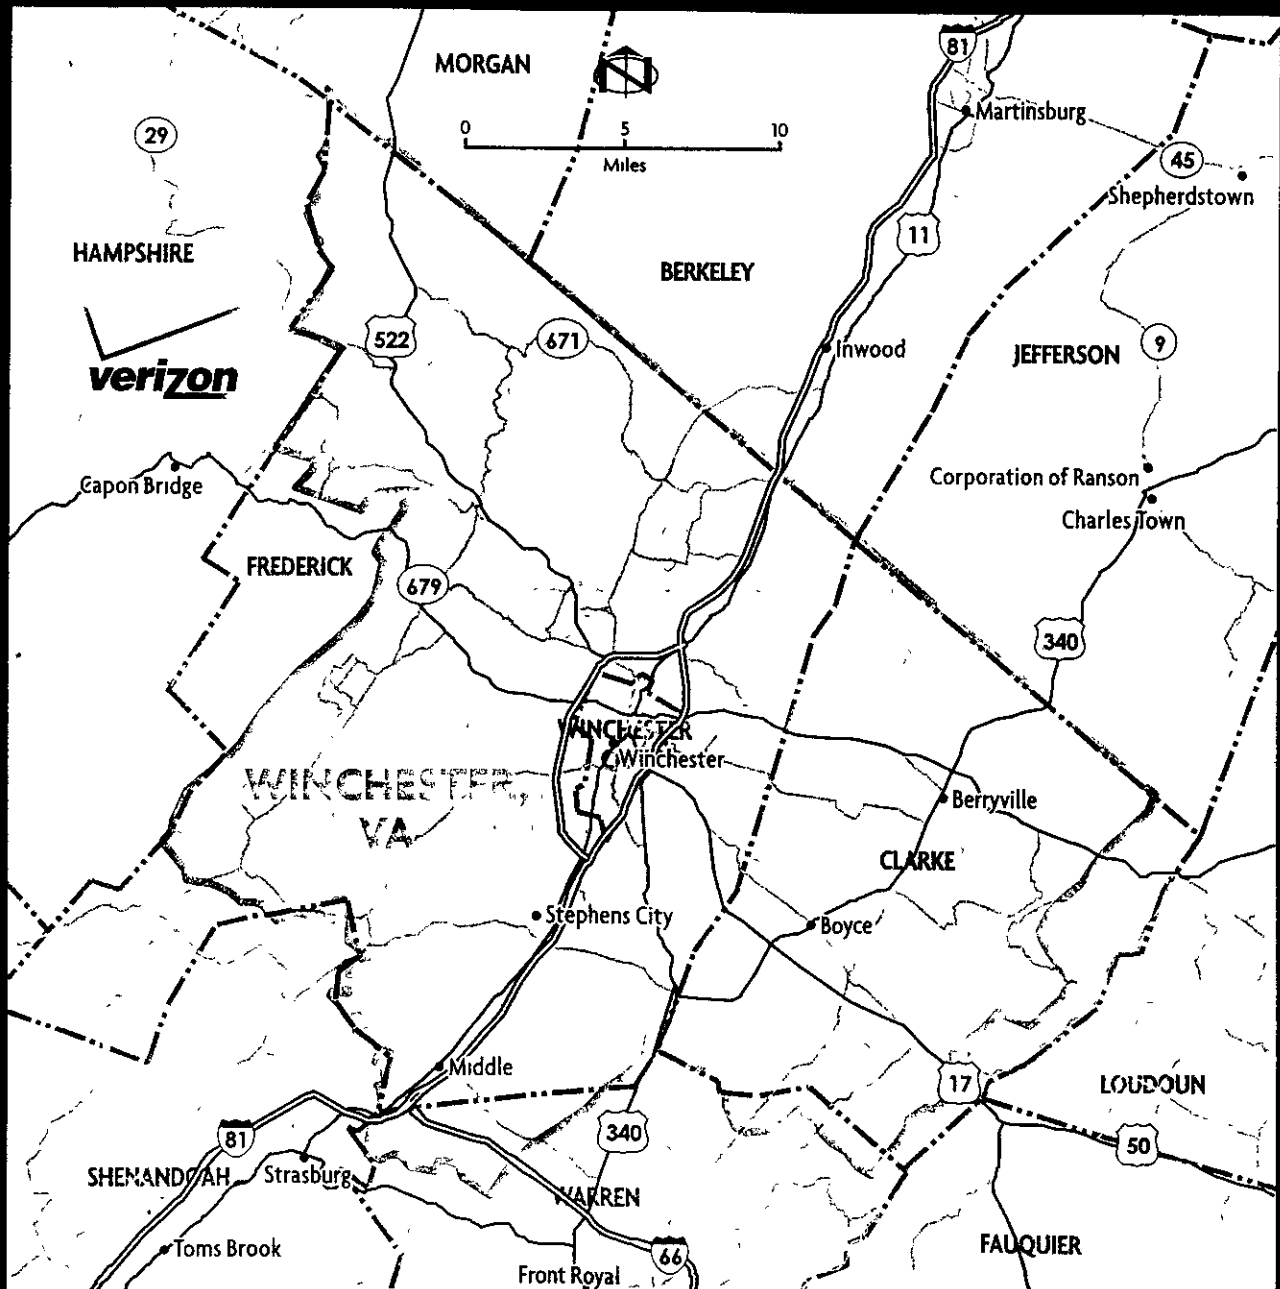 81
MORGAN
N
Martinsburg
29
0 5 10
Miles
45
Shepherdstown
11
HAMPSHIRE
BERKELEY
522
671
9
Inwood
JEFFERSON
verizon
Corporation of Ranson
Capon Bridge
Charles Town
FREDERICK
679
340
WINCHESTER
Winchester
WINCHESTER,
VA
Berryville
CLARKE
Stephens City
Boyce
Middle
17
LOUDOUN
81
340
50
SHENANDOAH
Strasburg
WARREN
Toms Brook
66
FAUQUIER
Front Royal